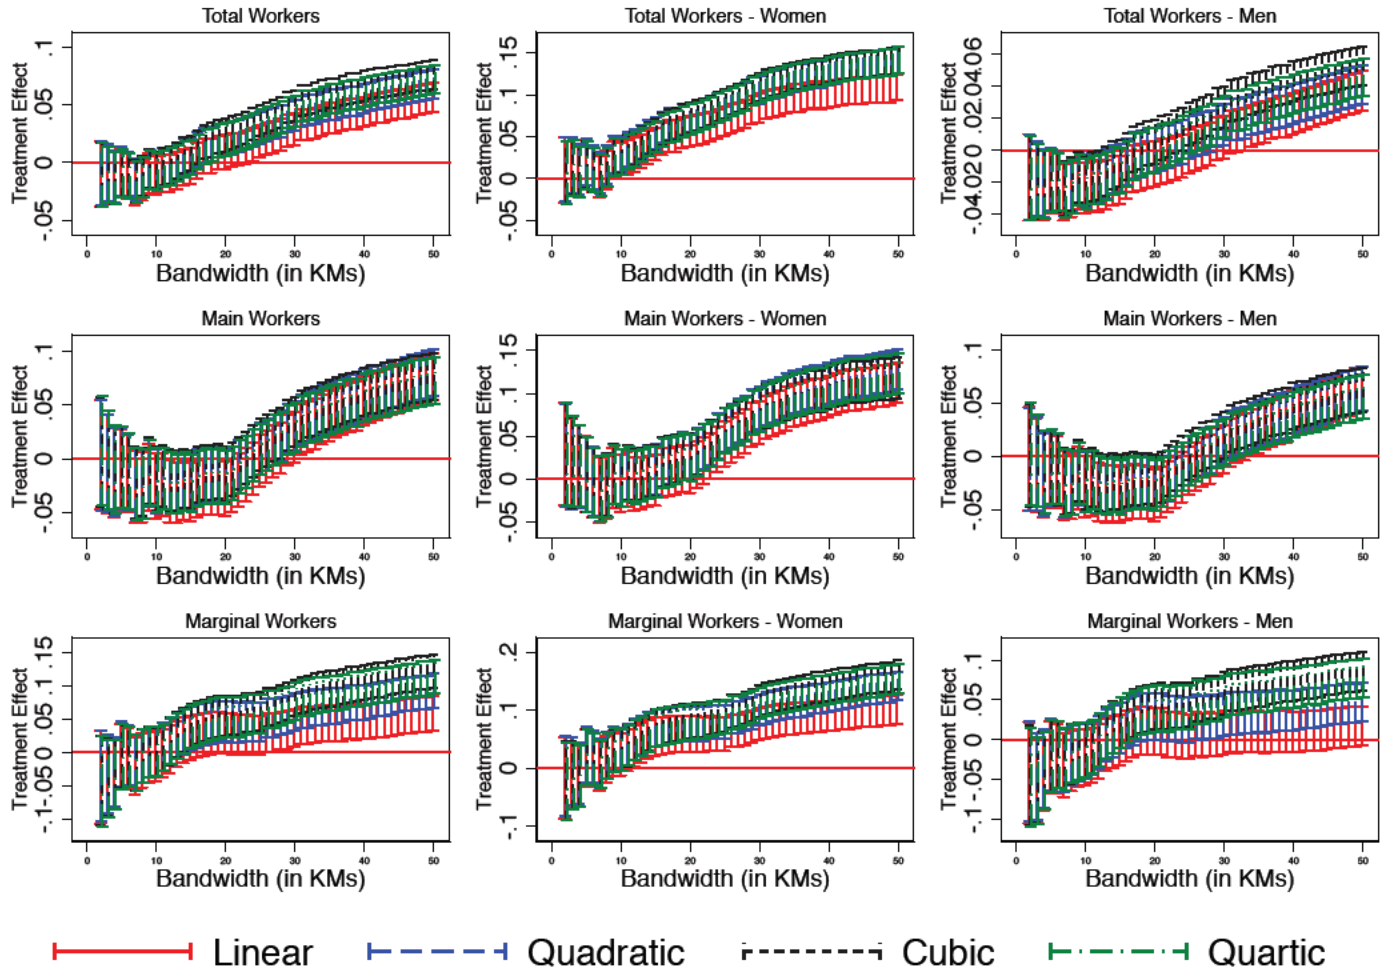 Total Workers
Total Workers - Women
Total Workers - Men
Treatment Effect
-.05 0 .05 .1
Treatment Effect
-.05 0 .05 .1 .15
Treatment Effect
-.04 -.02 0 .02 .04 .06
0 10 20 30 40 50
0 10 20 30 40 50
0 10 20 30 40 50
Bandwidth (in KMs)
Bandwidth (in KMs)
Bandwidth (in KMs)
Main Workers
Main Workers - Women
Main Workers - Men
Treatment Effect
-.05 0 .05 .1
Treatment Effect
-.05 0 .05 .1 .15
Treatment Effect
-.05 0 .05 .1
0 10 20 30 40 50
0 10 20 30 40 50
0 10 20 30 40 50
Bandwidth (in KMs)
Bandwidth (in KMs)
Bandwidth (in KMs)
Marginal Workers
Marginal Workers - Women
Marginal Workers - Men
Treatment Effect
-.1 -.05 0 .05 .1 .15
Treatment Effect
-.1 0 .1 .2
Treatment Effect
-.1 -.05 0 .05 .1
0 10 20 30 40 50
0 10 20 30 40 50
0 10 20 30 40 50
Bandwidth (in KMs)
Bandwidth (in KMs)
Bandwidth (in KMs)
Linear Quadratic Cubic Quartic